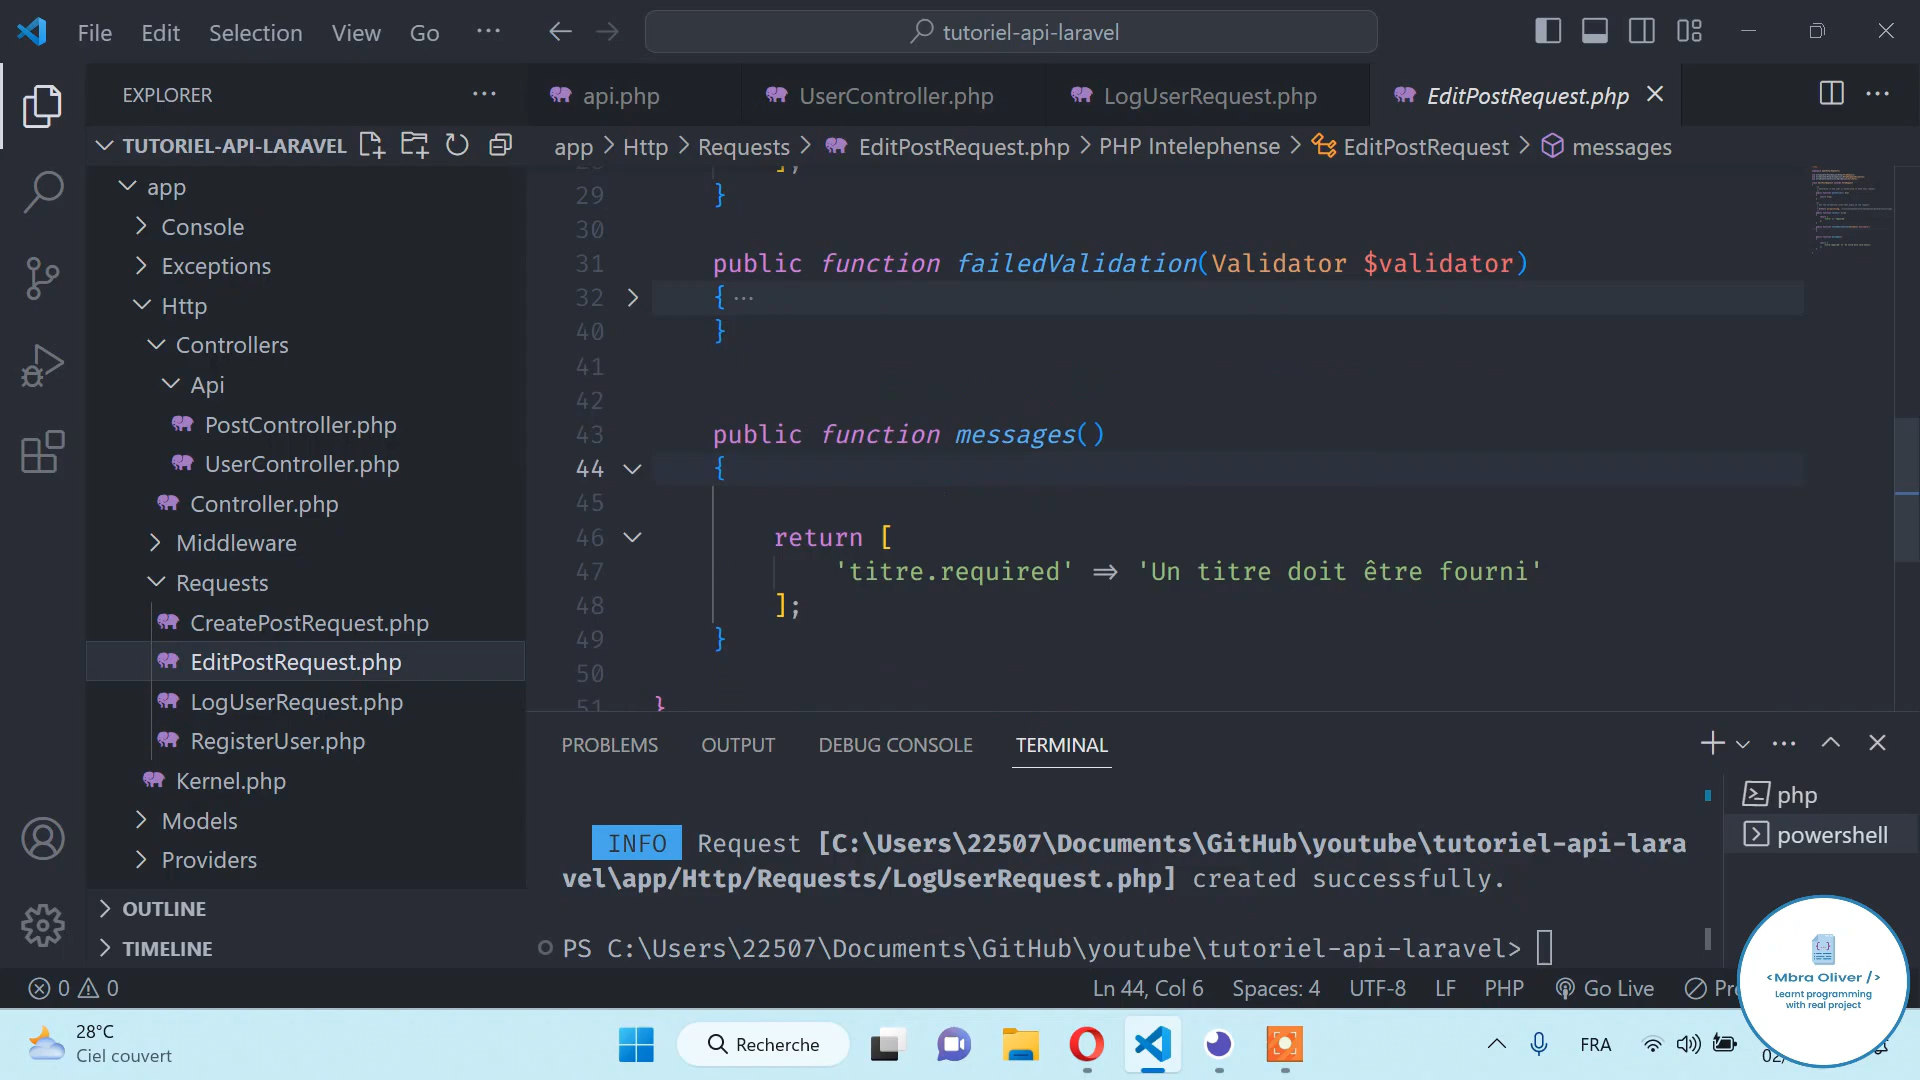 File Edit Selection View Go ···
tutoriel-api-laravel
EXPLORER ···
api.php UserController.php LogUserRequest.php EditPostRequest.php
TUTORIEL-API-LARAVEL
app > Http > Requests > EditPostRequest.php > PHP Intelephense > EditPostRequest > messages
app
Console
Exceptions
Http
Controllers
Api
PostController.php
UserController.php
Controller.php
Middleware
Requests
CreatePostRequest.php
EditPostRequest.php
LogUserRequest.php
RegisterUser.php
Kernel.php
Models
Providers
OUTLINE
TIMELINE
];
29 }
30
31 public function failedValidation(Validator $validator)
32 { ···
40 }
41
42
43 public function messages()
44 {
45
46 return [
47 'titre.required' => 'Un titre doit être fourni'
48 ];
49 }
50
51 }
PROBLEMS OUTPUT DEBUG CONSOLE TERMINAL
php
powershell
INFO Request [C:\Users\22507\Documents\GitHub\youtube\tutoriel-api-lara
vel\app/Http/Requests/LogUserRequest.php] created successfully.
PS C:\Users\22507\Documents\GitHub\youtube\tutoriel-api-laravel>
0 0 Ln 44, Col 6 Spaces: 4 UTF-8 LF PHP Go Live
<Mbra Oliver />
Learnt programming
with real project
28°C
Ciel couvert
Recherche
FRA